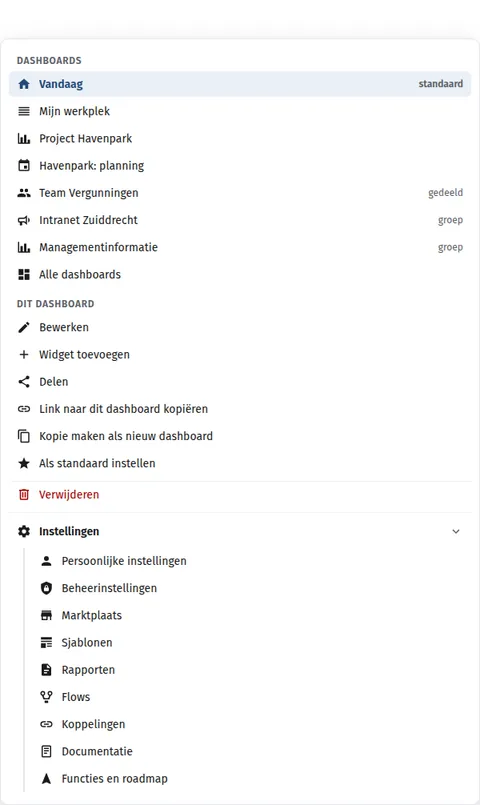 DASHBOARDS
Vandaag standaard
Mijn werkplek
Project Havenpark
Havenpark: planning
Team Vergunningen gedeeld
Intranet Zuiddrecht groep
Managementinformatie groep
Alle dashboards
DIT DASHBOARD
Bewerken
Widget toevoegen
Delen
Link naar dit dashboard kopiëren
Kopie maken als nieuw dashboard
Als standaard instellen
Verwijderen
Instellingen
Persoonlijke instellingen
Beheerinstellingen
Marktplaats
Sjablonen
Rapporten
Flows
Koppelingen
Documentatie
Functies en roadmap